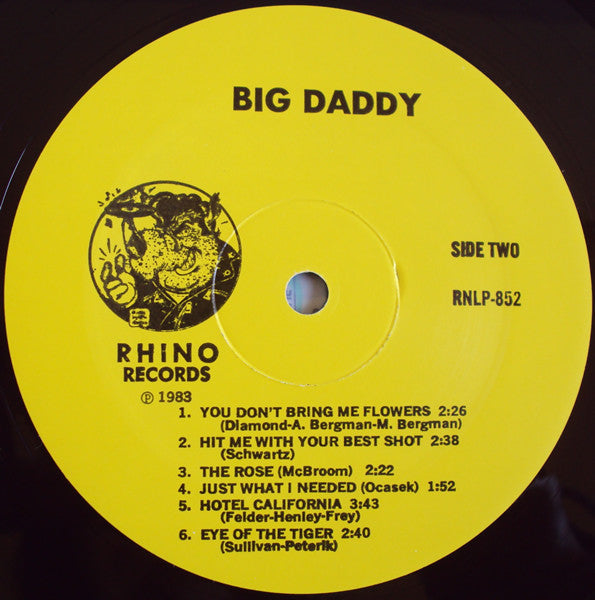 BIG DADDY
SIDE TWO
RNLP-852
RHINO
RECORDS
℗ 1983
1. YOU DON'T BRING ME FLOWERS 2:26
(Diamond-A. Bergman-M. Bergman)
2. HIT ME WITH YOUR BEST SHOT 2:38
(Schwartz)
3. THE ROSE (McBroom) 2:22
4. JUST WHAT I NEEDED (Ocasek) 1:52
5. HOTEL CALIFORNIA 3:43
(Felder-Henley-Frey)
6. EYE OF THE TIGER 2:40
(Sullivan-Peterik)